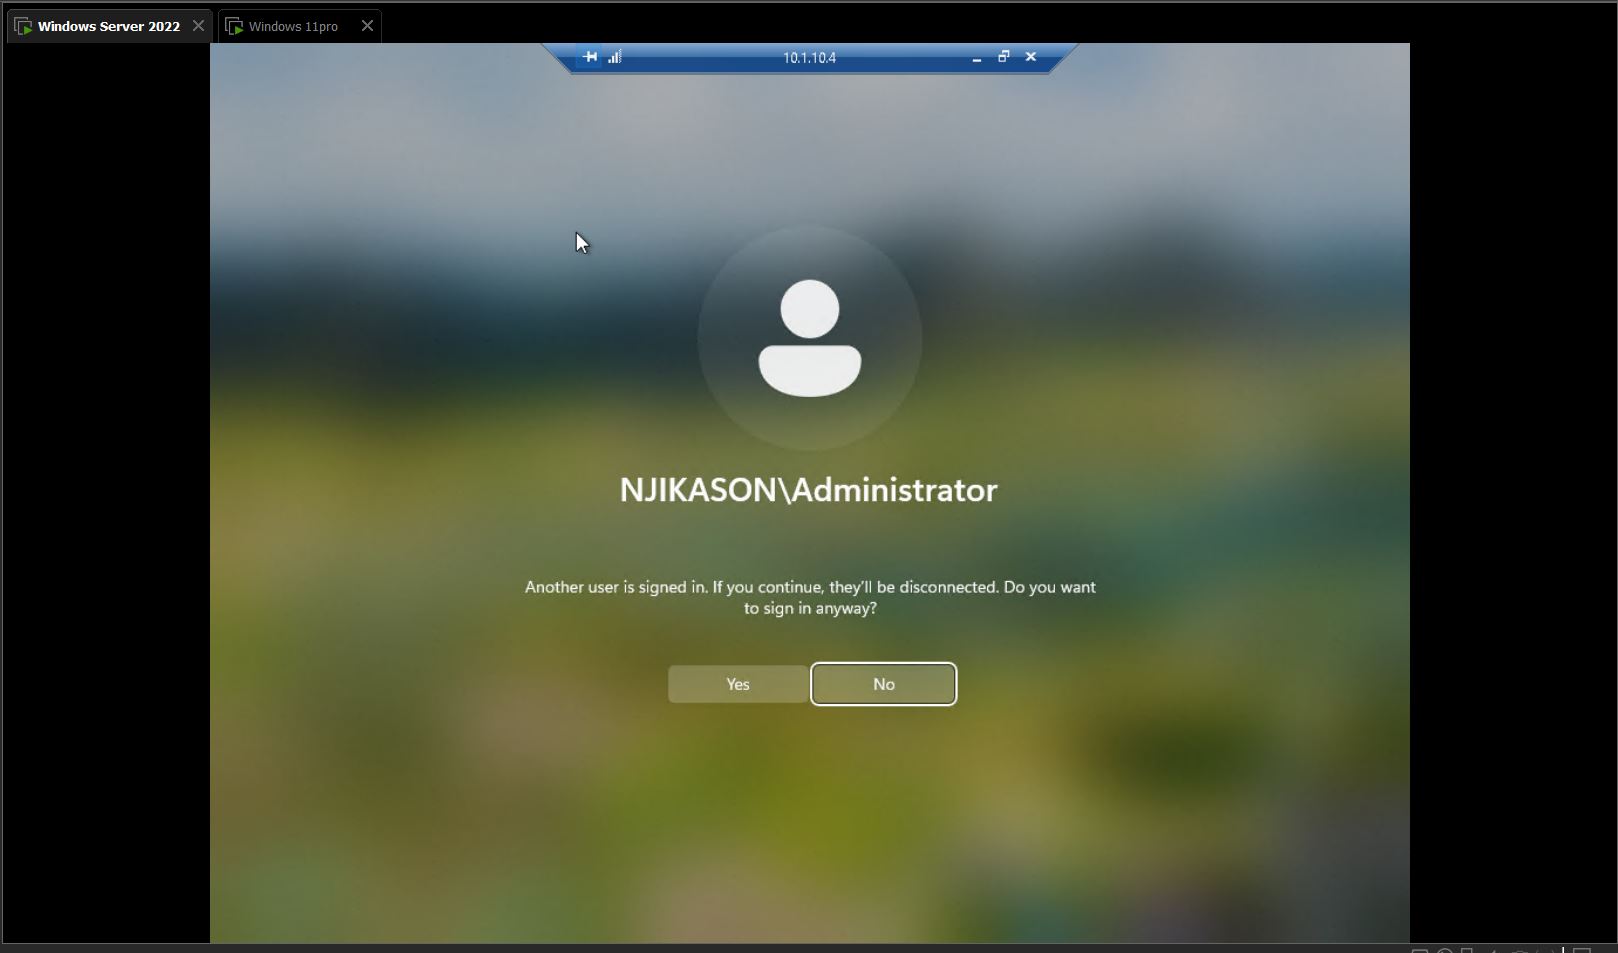 Windows Server 2022
Windows 11pro
10.1.10.4
NJIKASON\Administrator
Another user is signed in. If you continue, they'll be disconnected. Do you want
to sign in anyway?
Yes
No